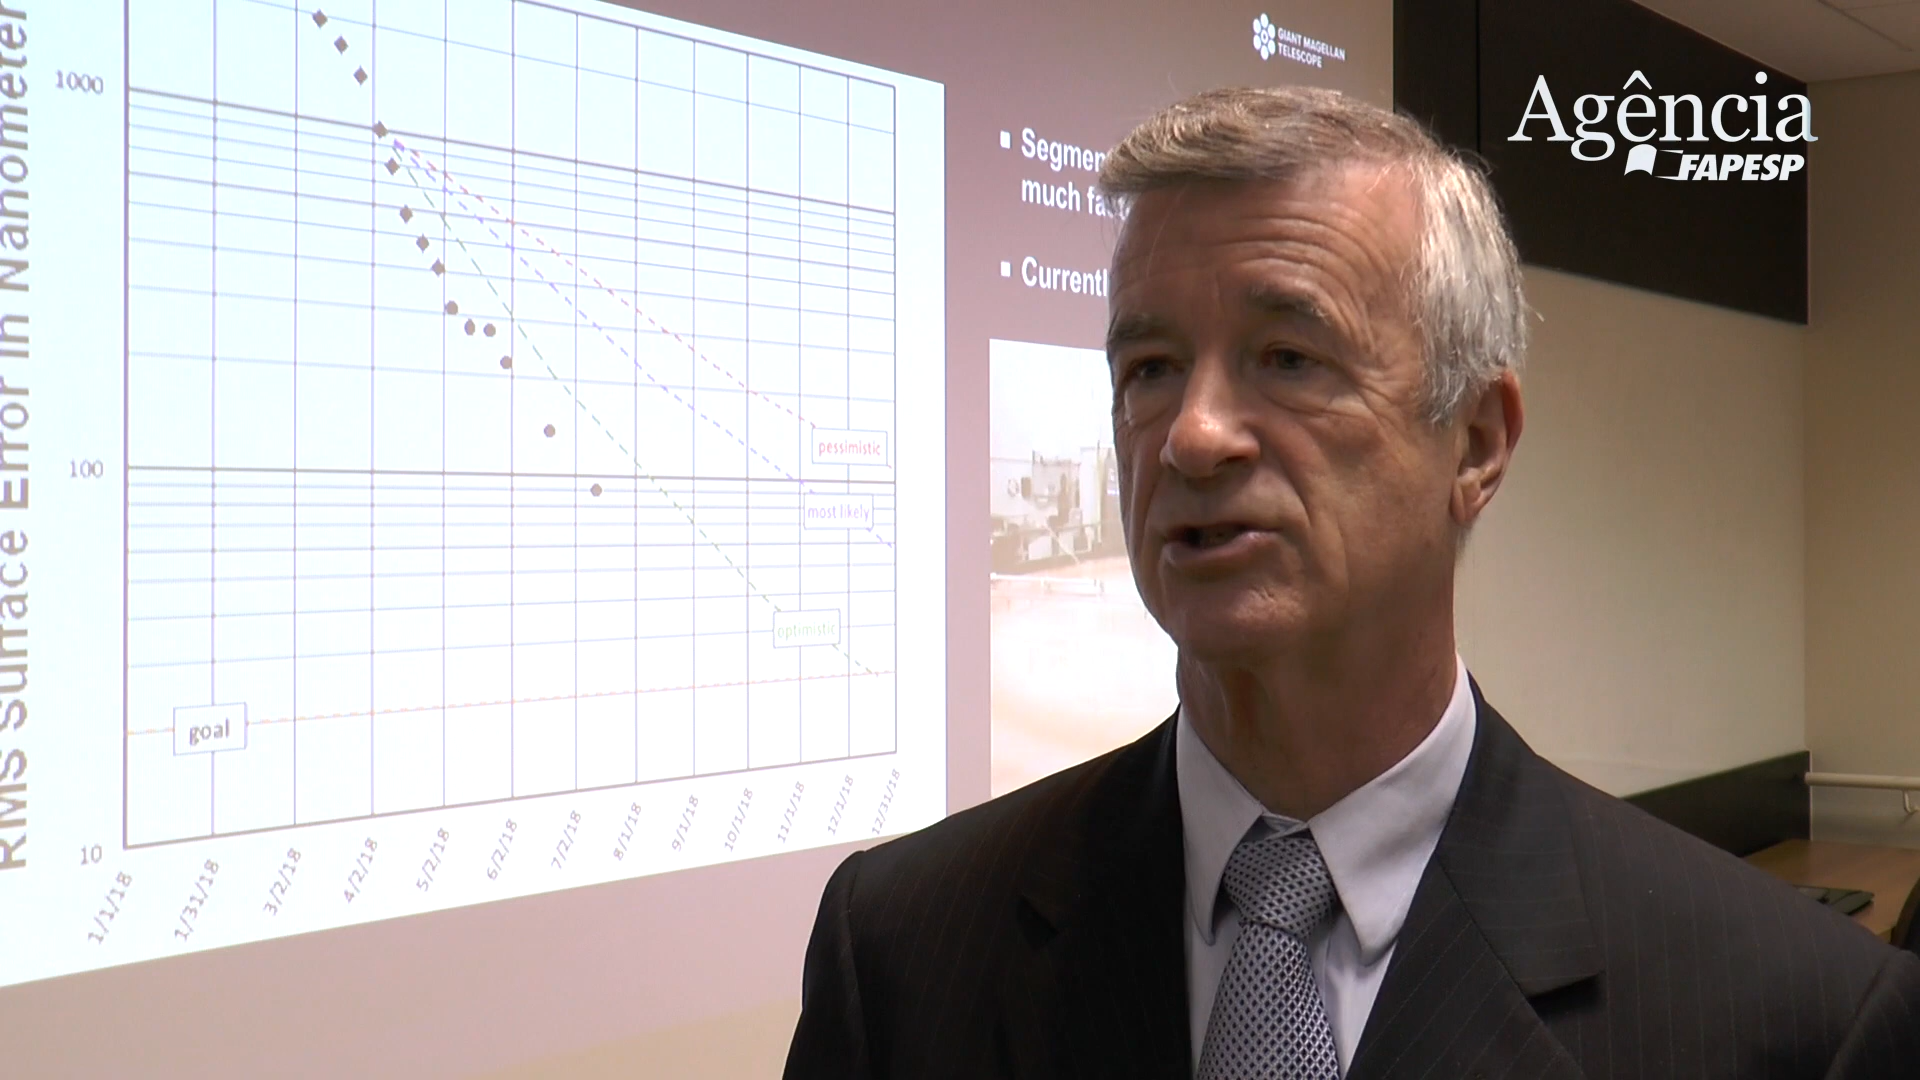 RMS Surface Error in Nanometer
1000
100
10
pessimistic
most likely
optimistic
goal
1/1/18
1/31/18
3/2/18
4/2/18
5/2/18
6/2/18
7/2/18
8/1/18
9/1/18
10/1/18
11/1/18
12/1/18
12/31/18
GIANT MAGELLAN
TELESCOPE
Agência
FAPESP
much